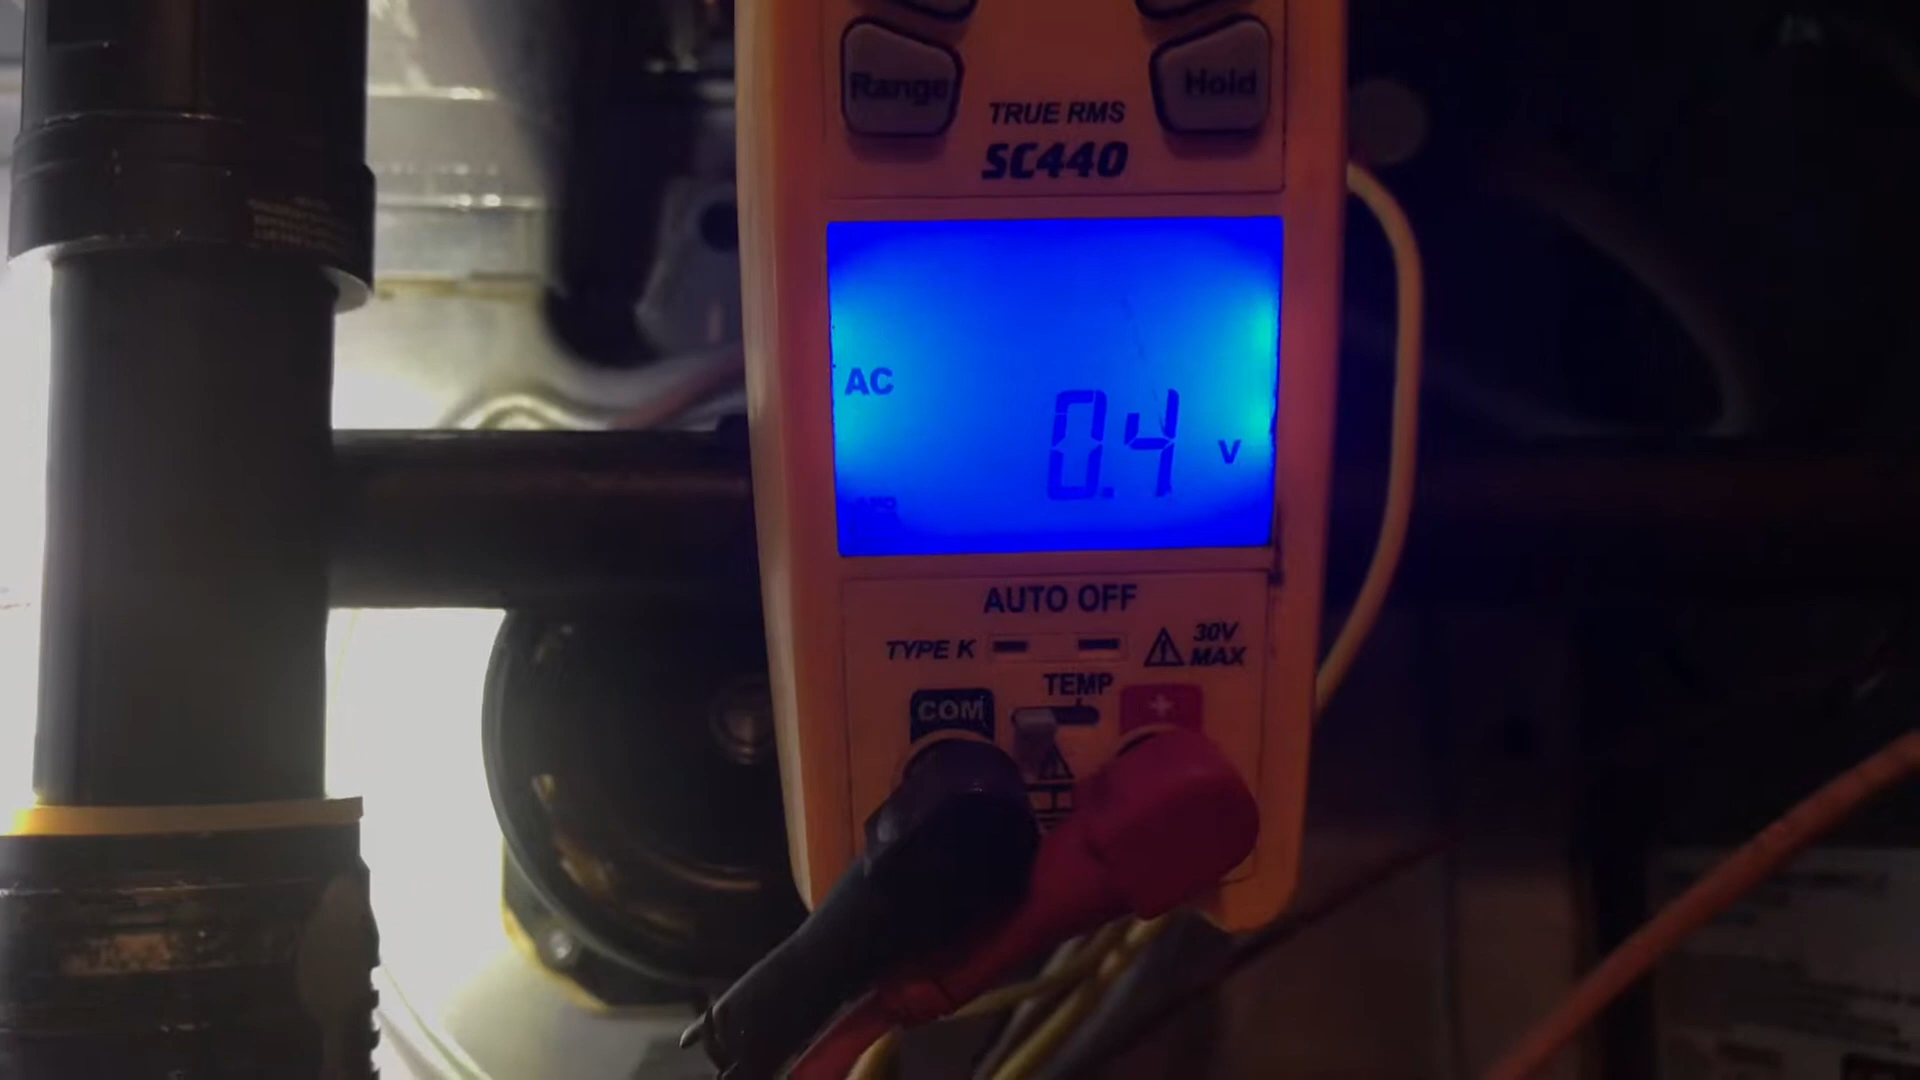 Range
Hold
TRUE RMS
SC440
AC
0.4 V
AUTO OFF
TYPE K
30V
MAX
TEMP
COM
+